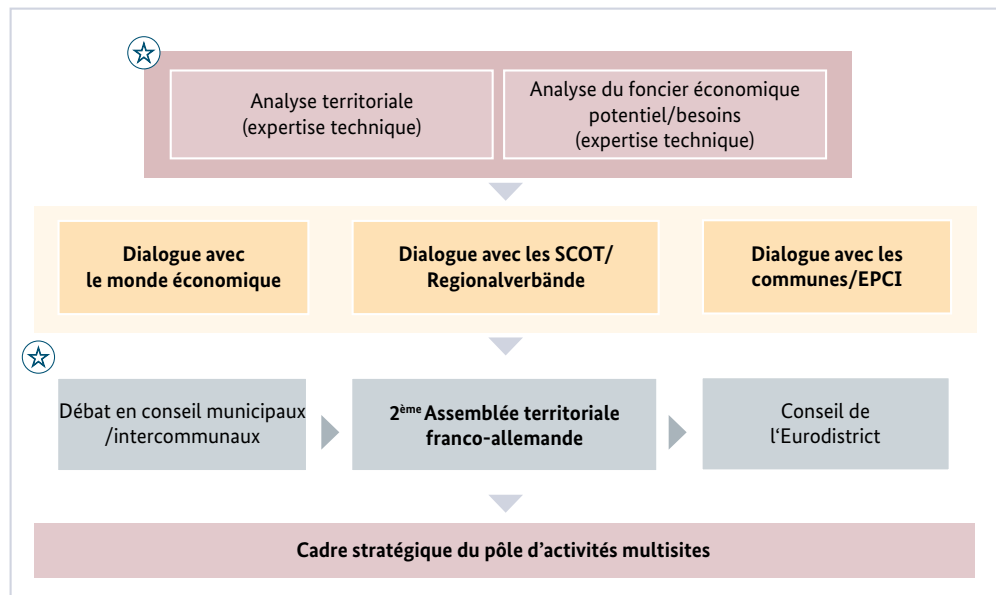 Analyse territoriale
(expertise technique)
Analyse du foncier économique
potentiel/besoins
(expertise technique)
Dialogue avec
le monde économique
Dialogue avec les SCOT/
Regionalverbände
Dialogue avec les
communes/EPCI
Débat en conseil municipaux
/intercommunaux
2ème Assemblée territoriale
franco-allemande
Conseil de
l‘Eurodistrict
Cadre stratégique du pôle d’activités multisites